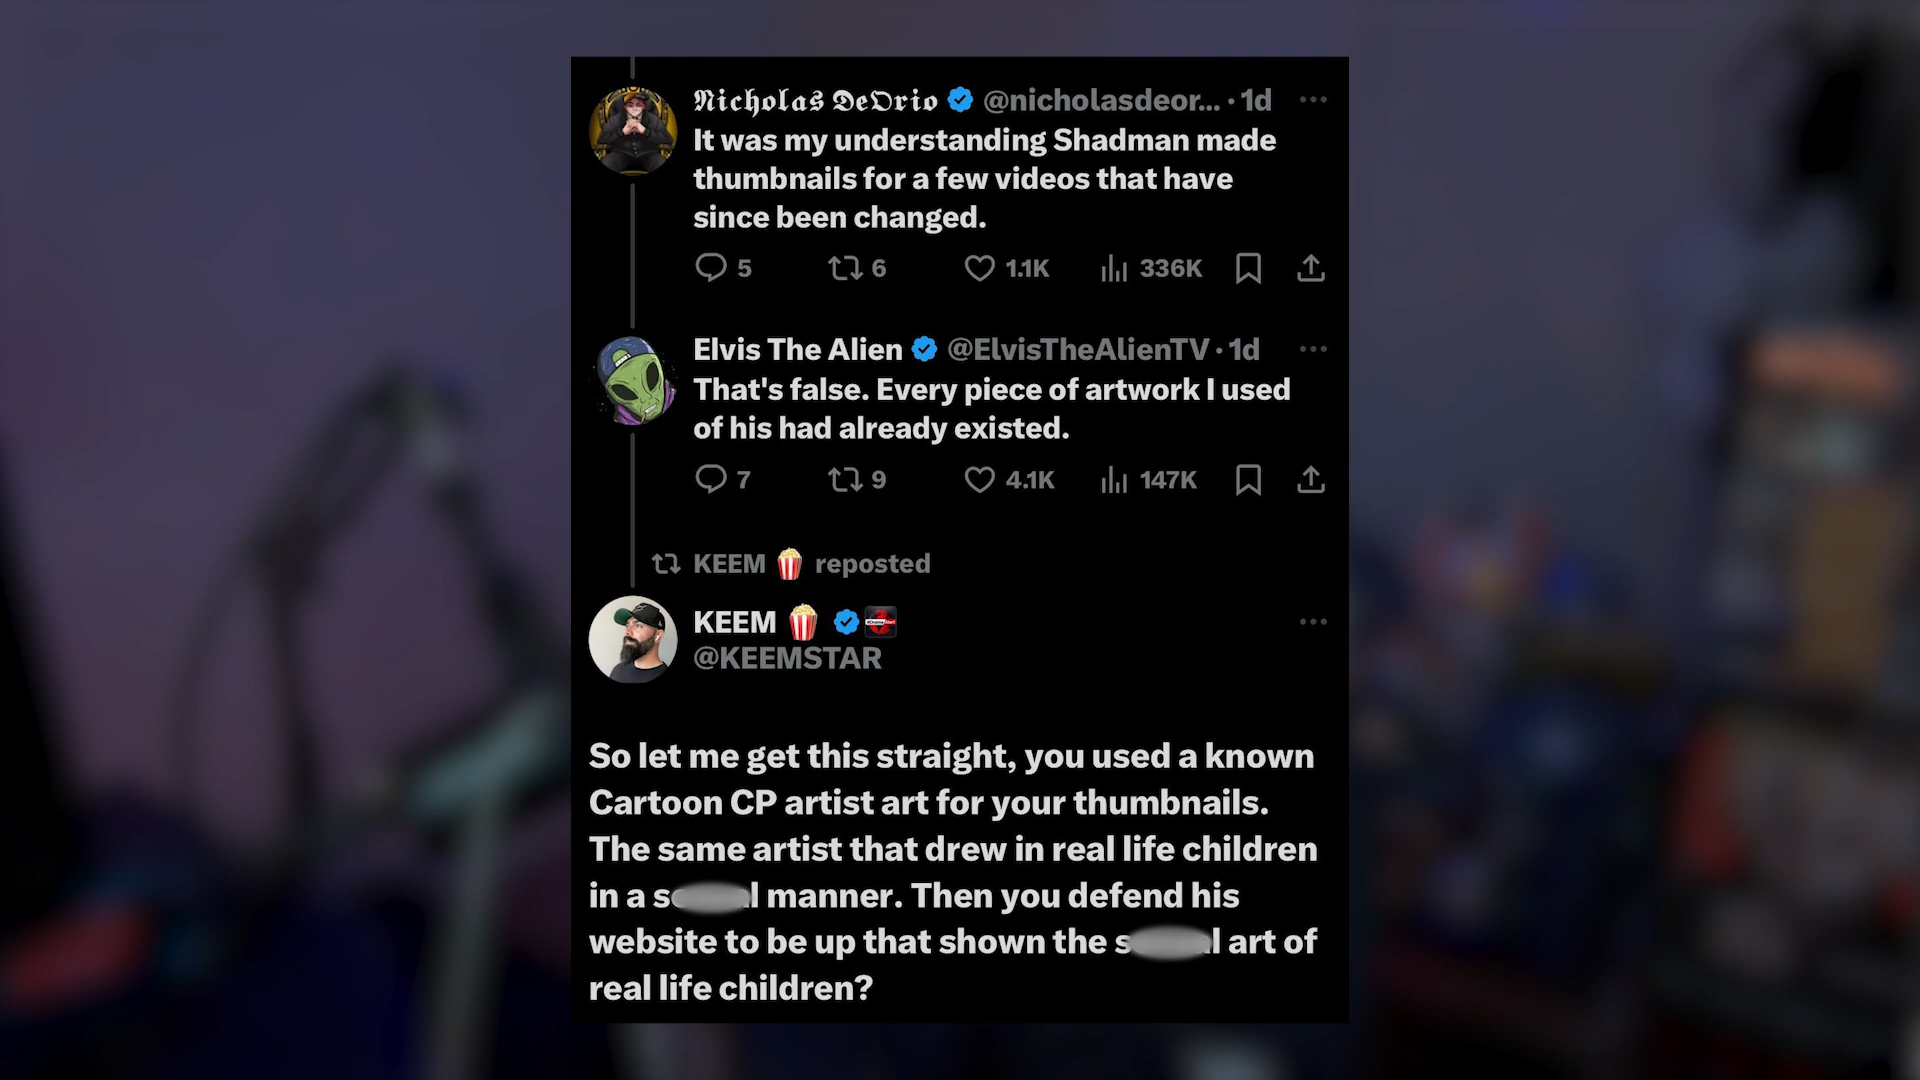 Nicholas DeOrio @nicholasdeor... · 1d
It was my understanding Shadman made
thumbnails for a few videos that have
since been changed.
5 6 1.1K 336K
Elvis The Alien @ElvisTheAlienTV · 1d
That's false. Every piece of artwork I used
of his had already existed.
7 9 4.1K 147K
KEEM 🍿 reposted
KEEM 🍿
@KEEMSTAR
So let me get this straight, you used a known
Cartoon CP artist art for your thumbnails.
The same artist that drew in real life children
in a s l manner. Then you defend his
website to be up that shown the s l art of
real life children?